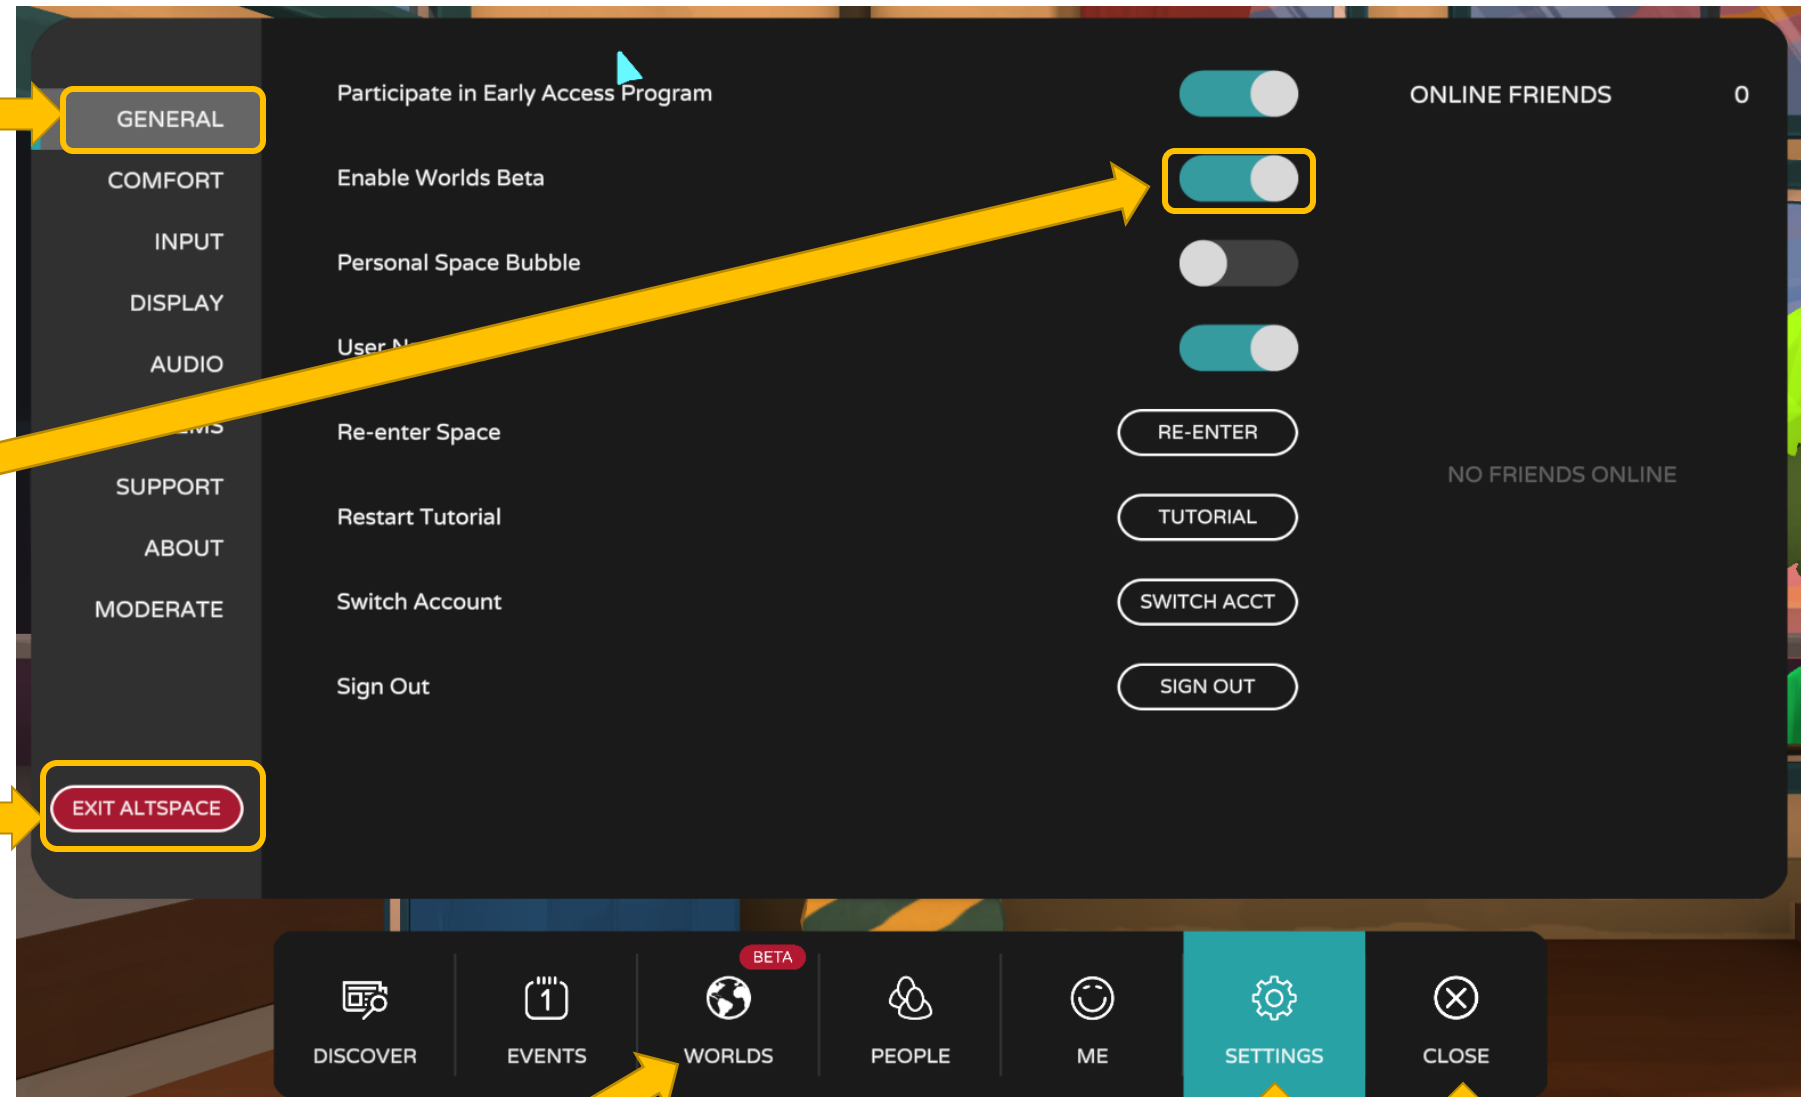 GENERAL
COMFORT
INPUT
DISPLAY
AUDIO
SUPPORT
ABOUT
MODERATE
EXIT ALTSPACE
Participate in Early Access Program
Enable Worlds Beta
Personal Space Bubble
User
Re-enter Space
RE-ENTER
Restart Tutorial
TUTORIAL
Switch Account
SWITCH ACCT
Sign Out
SIGN OUT
ONLINE FRIENDS 0
NO FRIENDS ONLINE
BETA
1
DISCOVER
EVENTS
WORLDS
PEOPLE
ME
SETTINGS
CLOSE